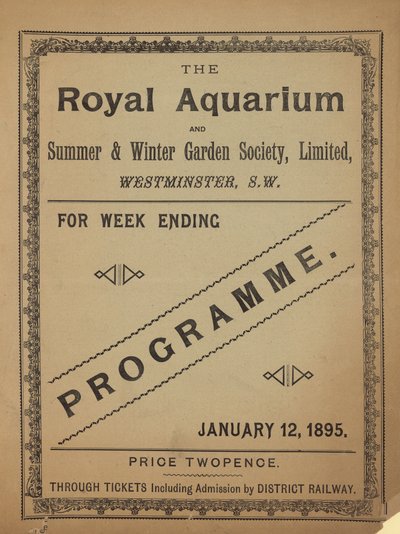 THE
Royal Aquarium
AND
Summer & Winter Garden Society, Limited,
WESTMINSTER, S.W.
FOR WEEK ENDING
PROGRAMME.
JANUARY 12, 1895.
PRICE TWOPENCE.
THROUGH TICKETS Including Admission by DISTRICT RAILWAY.